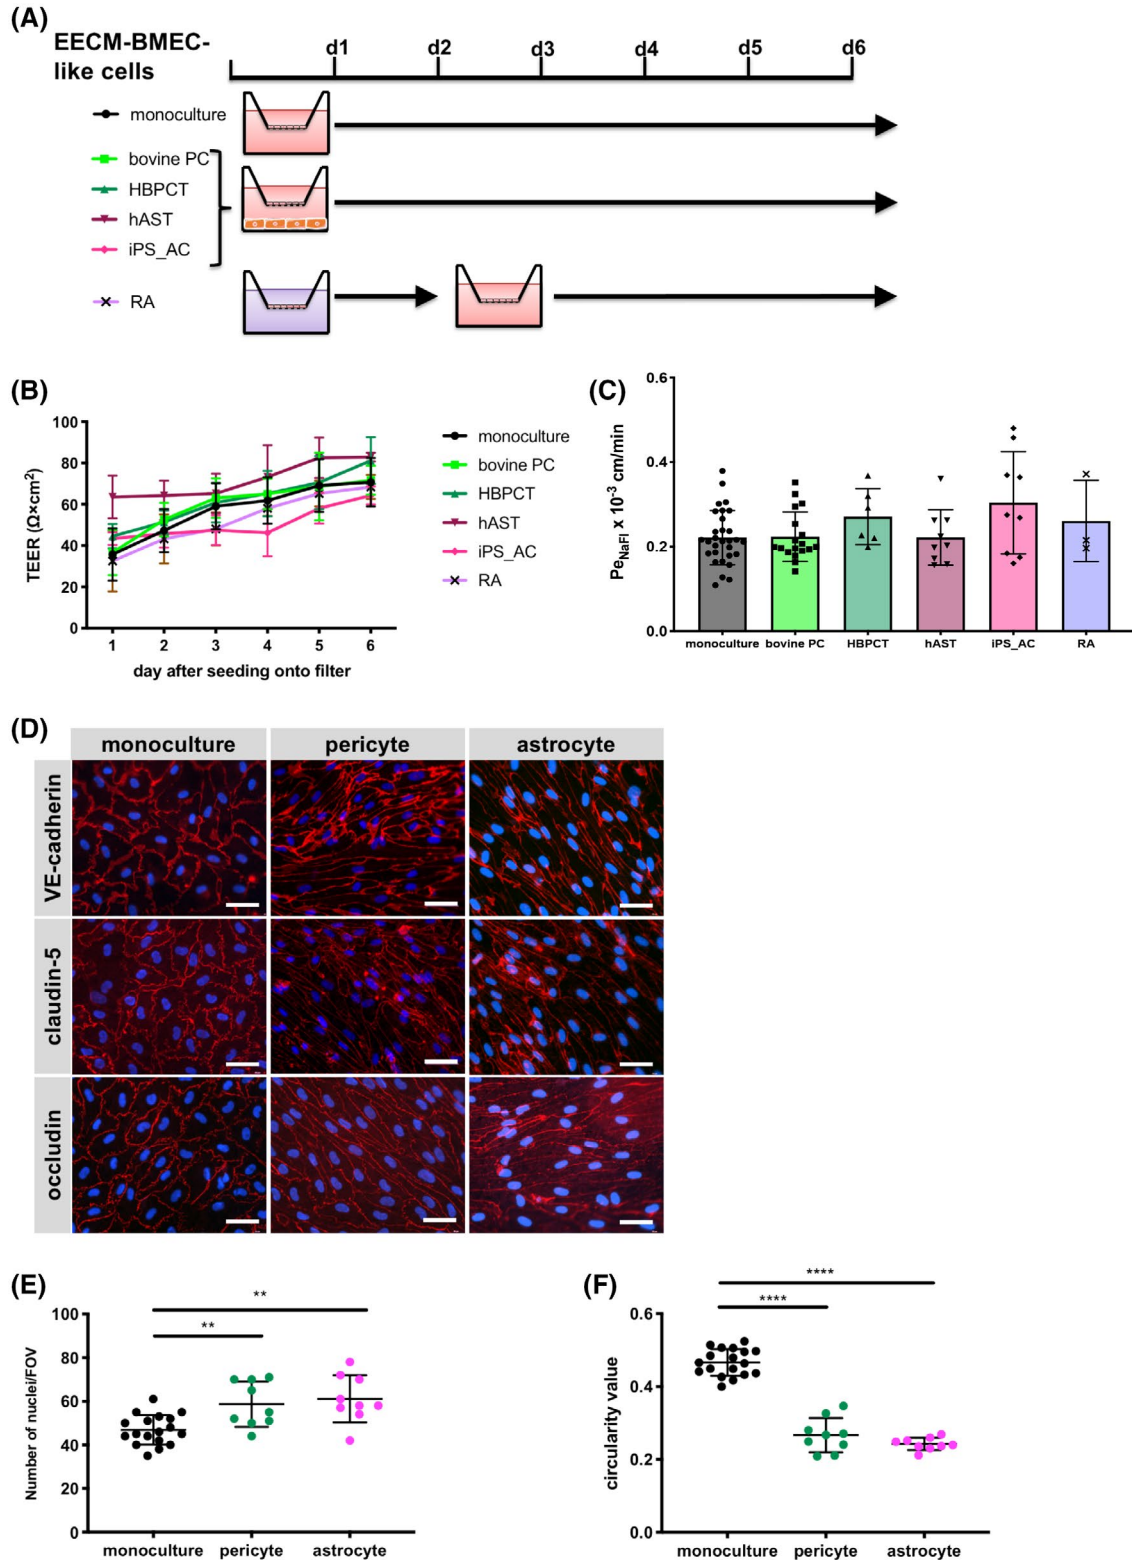 (A)
EECM-BMEC-
like cells
d1 d2 d3 d4 d5 d6
monoculture
bovine PC
HBPCT
hAST
iPS_AC
RA
(B)
100
80
60
40
20
0
TEER (Ω×cm²)
1 2 3 4 5 6
day after seeding onto filter
monoculture
bovine PC
HBPCT
hAST
iPS_AC
RA
(C)
0.6
0.4
0.2
0.0
PeNaFl x 10⁻³ cm/min
monoculture bovine PC HBPCT hAST iPS_AC RA
(D)
monoculture pericyte astrocyte
VE-cadherin
claudin-5
occludin
(E)
**
**
100
80
60
40
20
0
Number of nuclei/FOV
monoculture pericyte astrocyte
(F)
****
****
0.6
0.4
0.2
0.0
circularity value
monoculture pericyte astrocyte